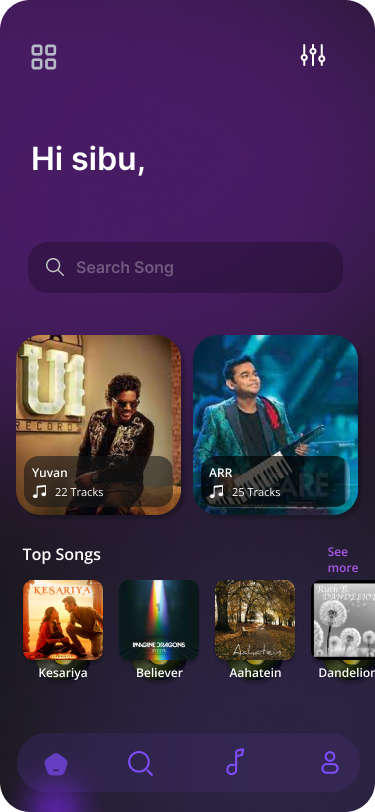 Hi sibu,
Search Song
U1
RECORDS
Yuvan
22 Tracks
ARR
25 Tracks
Top Songs
See
more
KESARIYA
IMAGINE DRAGONS
Aahatein
Ruth B.
DANDELION
Kesariya
Believer
Aahatein
Dandelion